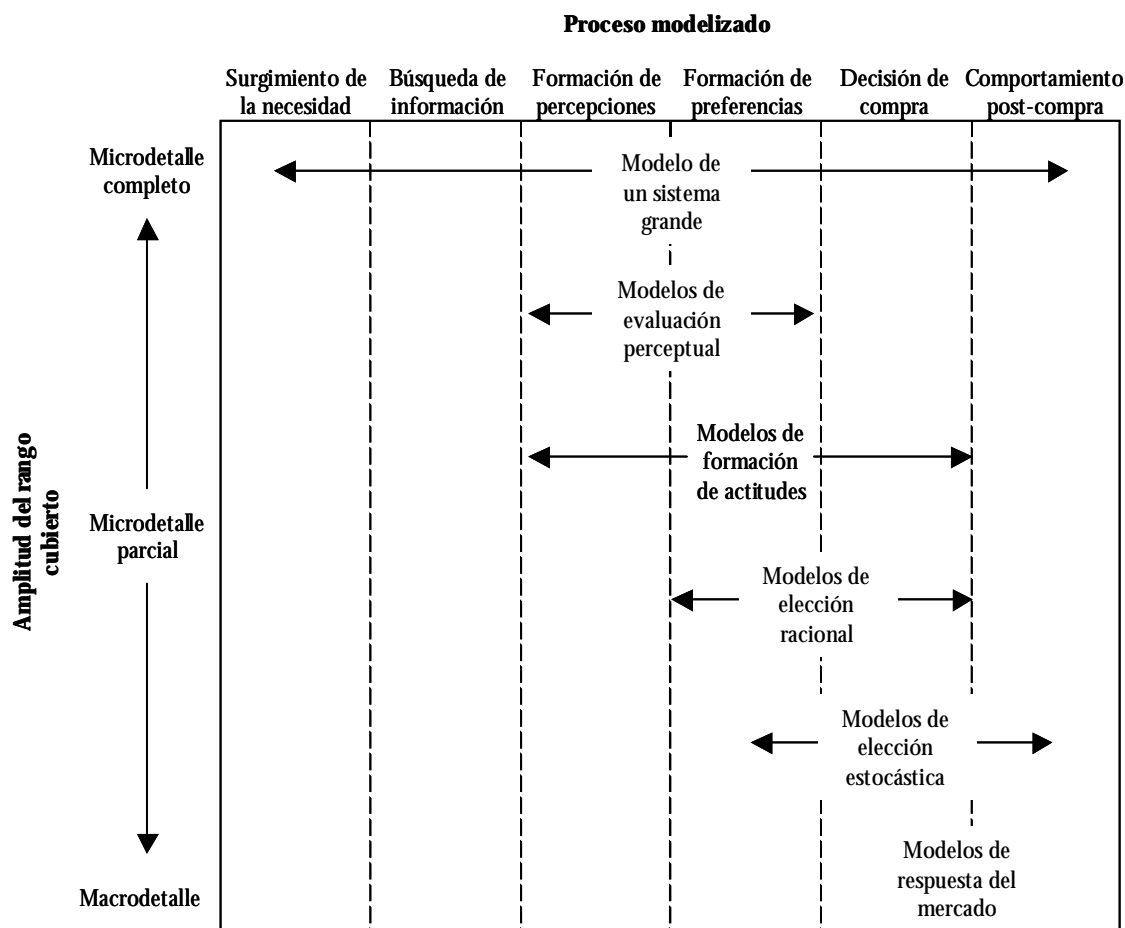 Proceso modelizado
Surgimiento de
la necesidad
Búsqueda de
información
Formación de
percepciones
Formación de
preferencias
Decisión de
compra
Comportamiento
post-compra
Amplitud del rango
cubierto
Microdetalle
completo
Modelo de
un sistema
grande
Modelos de
evaluación
perceptual
Modelos de
formación
de actitudes
Microdetalle
parcial
Modelos de
elección
racional
Modelos de
elección
estocástica
Macrodetalle
Modelos de
respuesta del
mercado